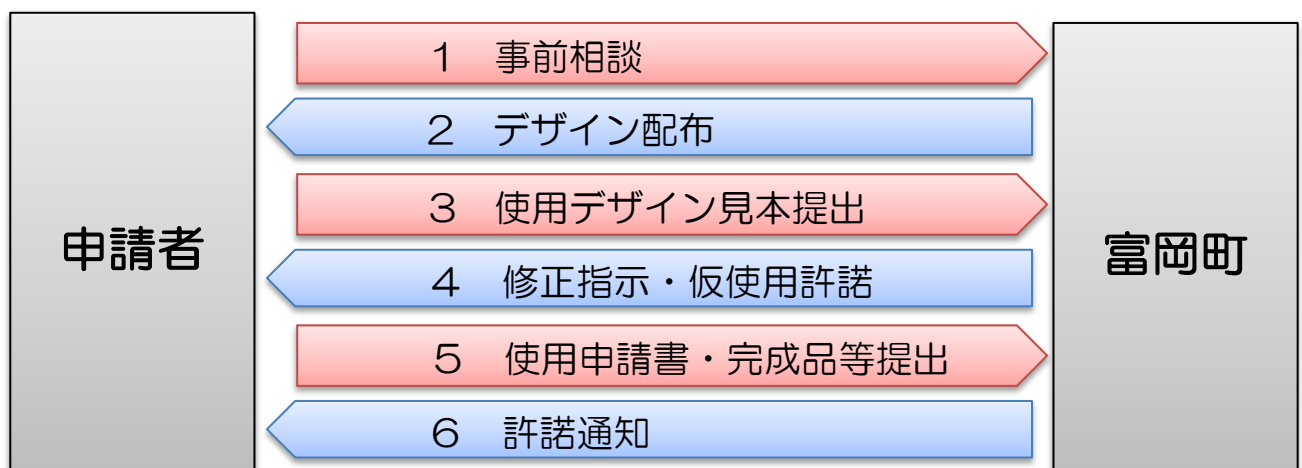 申請者
１　事前相談
２　デザイン配布
３　使用デザイン見本提出
４　修正指示・仮使用許諾
５　使用申請書・完成品等提出
６　許諾通知
富岡町